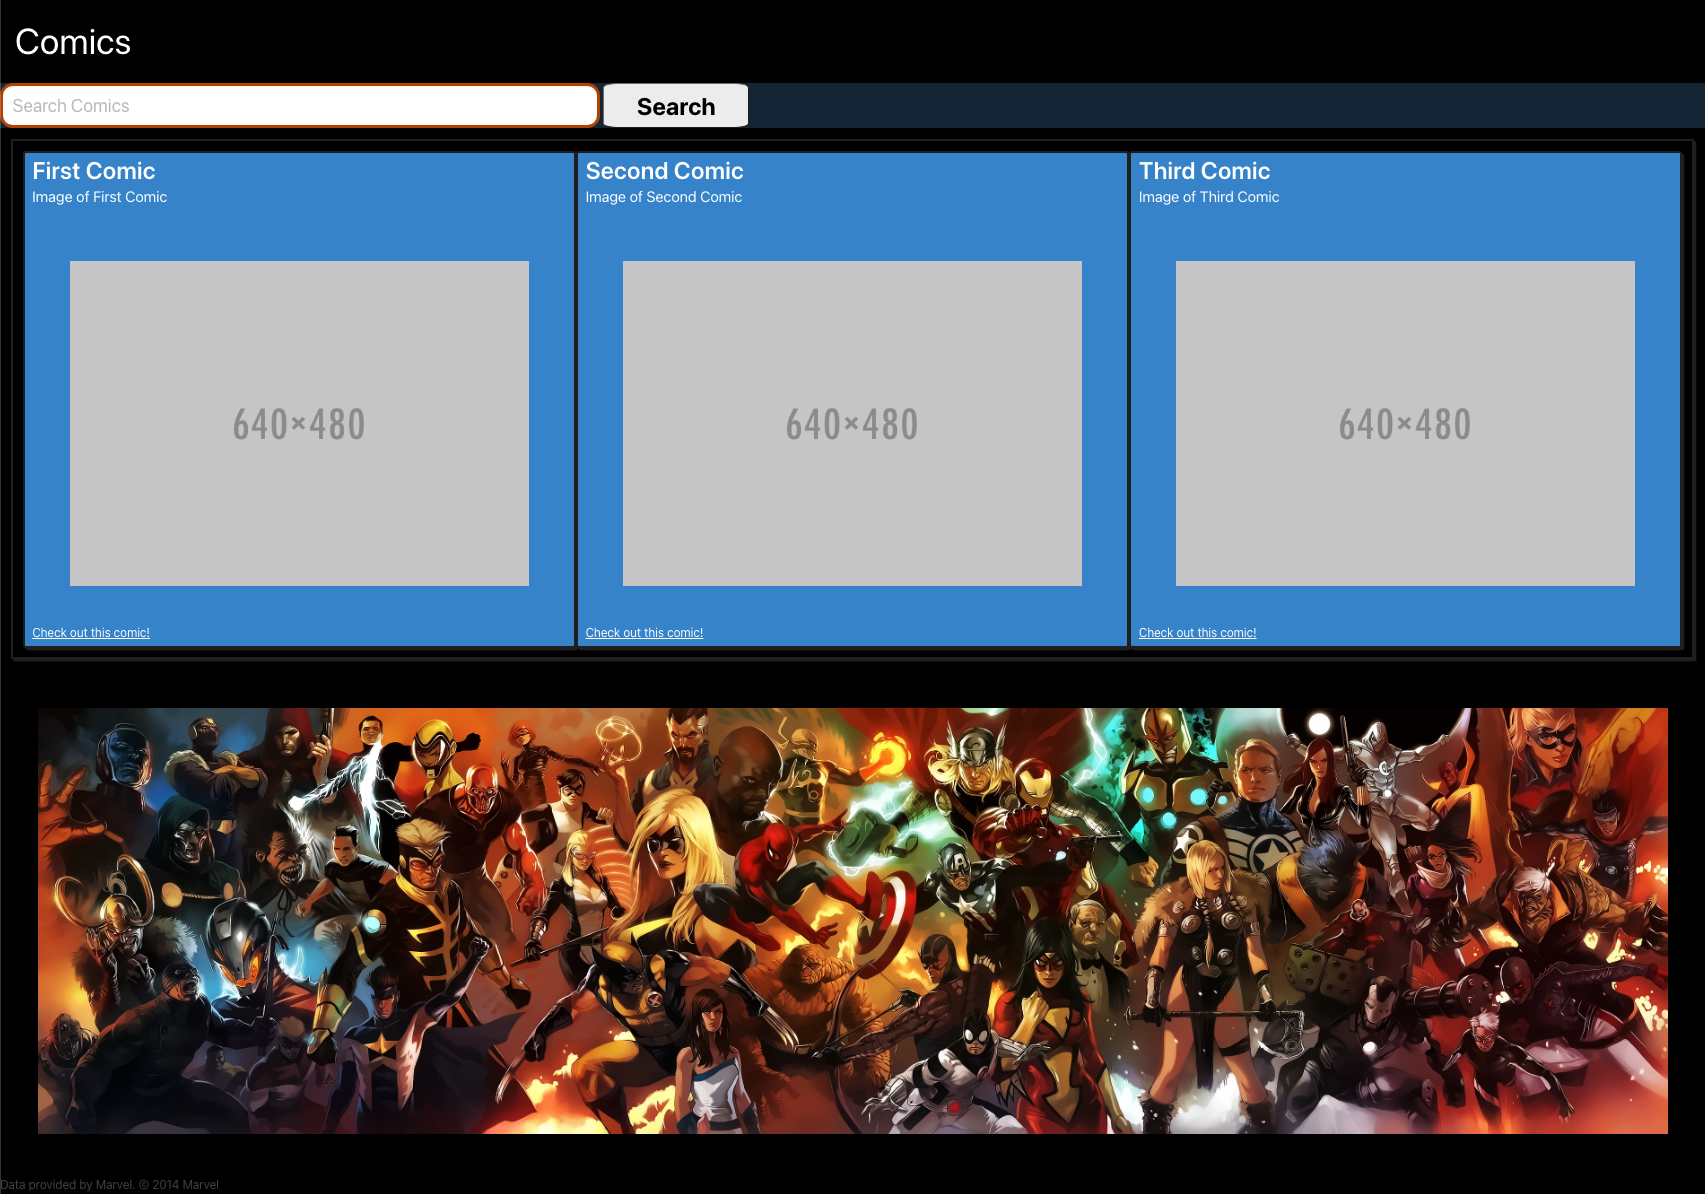 Comics
Search Comics
Search
First Comic
Image of First Comic
640×480
Check out this comic!
Second Comic
Image of Second Comic
640×480
Check out this comic!
Third Comic
Image of Third Comic
640×480
Check out this comic!
Data provided by Marvel. © 2014 Marvel